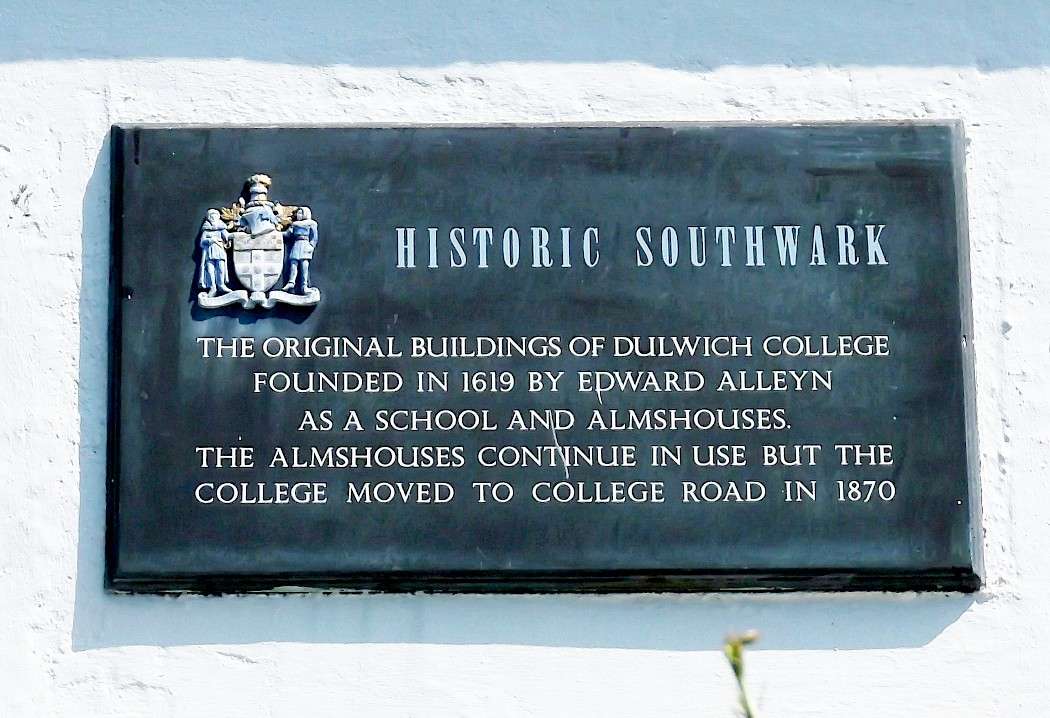 HISTORIC SOUTHWARK
THE ORIGINAL BUILDINGS OF DULWICH COLLEGE
FOUNDED IN 1619 BY EDWARD ALLEYN
AS A SCHOOL AND ALMSHOUSES.
THE ALMSHOUSES CONTINUE IN USE BUT THE
COLLEGE MOVED TO COLLEGE ROAD IN 1870